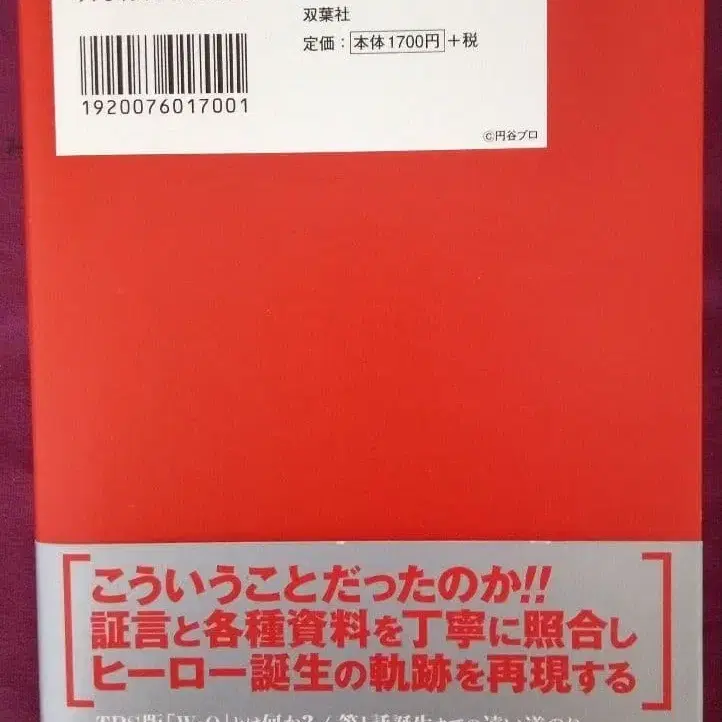 双葉社
定価：本体1700円＋税
1920076017001
©円谷プロ
こういうことだったのか!!
証言と各種資料を丁寧に照合し
ヒーロー誕生の軌跡を再現する